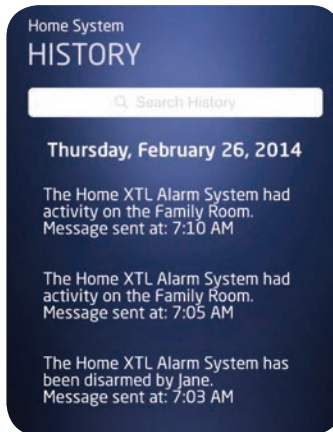 Home System
HISTORY
Search History
Thursday, February 26, 2014
The Home XTL Alarm System had
activity on the Family Room.
Message sent at: 7:10 AM
The Home XTL Alarm System had
activity on the Family Room.
Message sent at: 7:05 AM
The Home XTL Alarm System has
been disarmed by Jane.
Message sent at: 7:03 AM